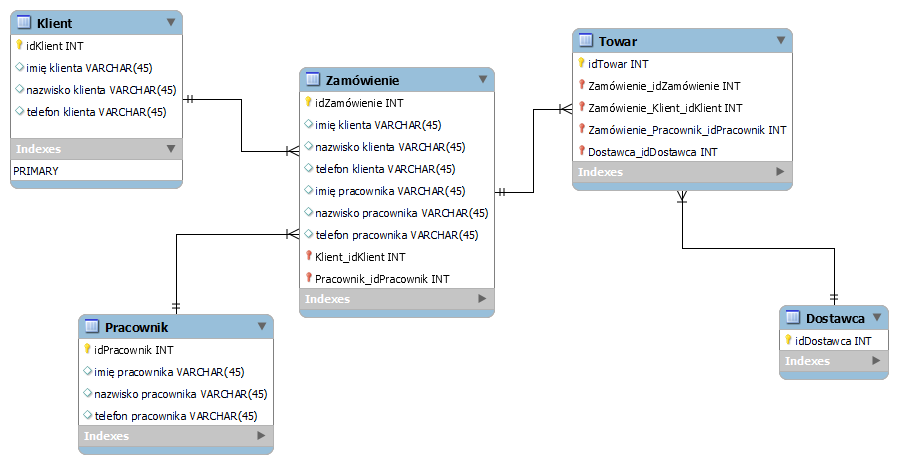 Klient
idKlient INT
imię klienta VARCHAR(45)
nazwisko klienta VARCHAR(45)
telefon klienta VARCHAR(45)
Indexes
PRIMARY
Zamówienie
idZamówienie INT
imię klienta VARCHAR(45)
nazwisko klienta VARCHAR(45)
telefon klienta VARCHAR(45)
imię pracownika VARCHAR(45)
nazwisko pracownika VARCHAR(45)
telefon pracownika VARCHAR(45)
Klient_idKlient INT
Pracownik_idPracownik INT
Indexes
Towar
idTowar INT
Zamówienie_idZamówienie INT
Zamówienie_Klient_idKlient INT
Zamówienie_Pracownik_idPracownik INT
Dostawca_idDostawca INT
Indexes
Pracownik
idPracownik INT
imię pracownika VARCHAR(45)
nazwisko pracownika VARCHAR(45)
telefon pracownika VARCHAR(45)
Indexes
Dostawca
idDostawca INT
Indexes